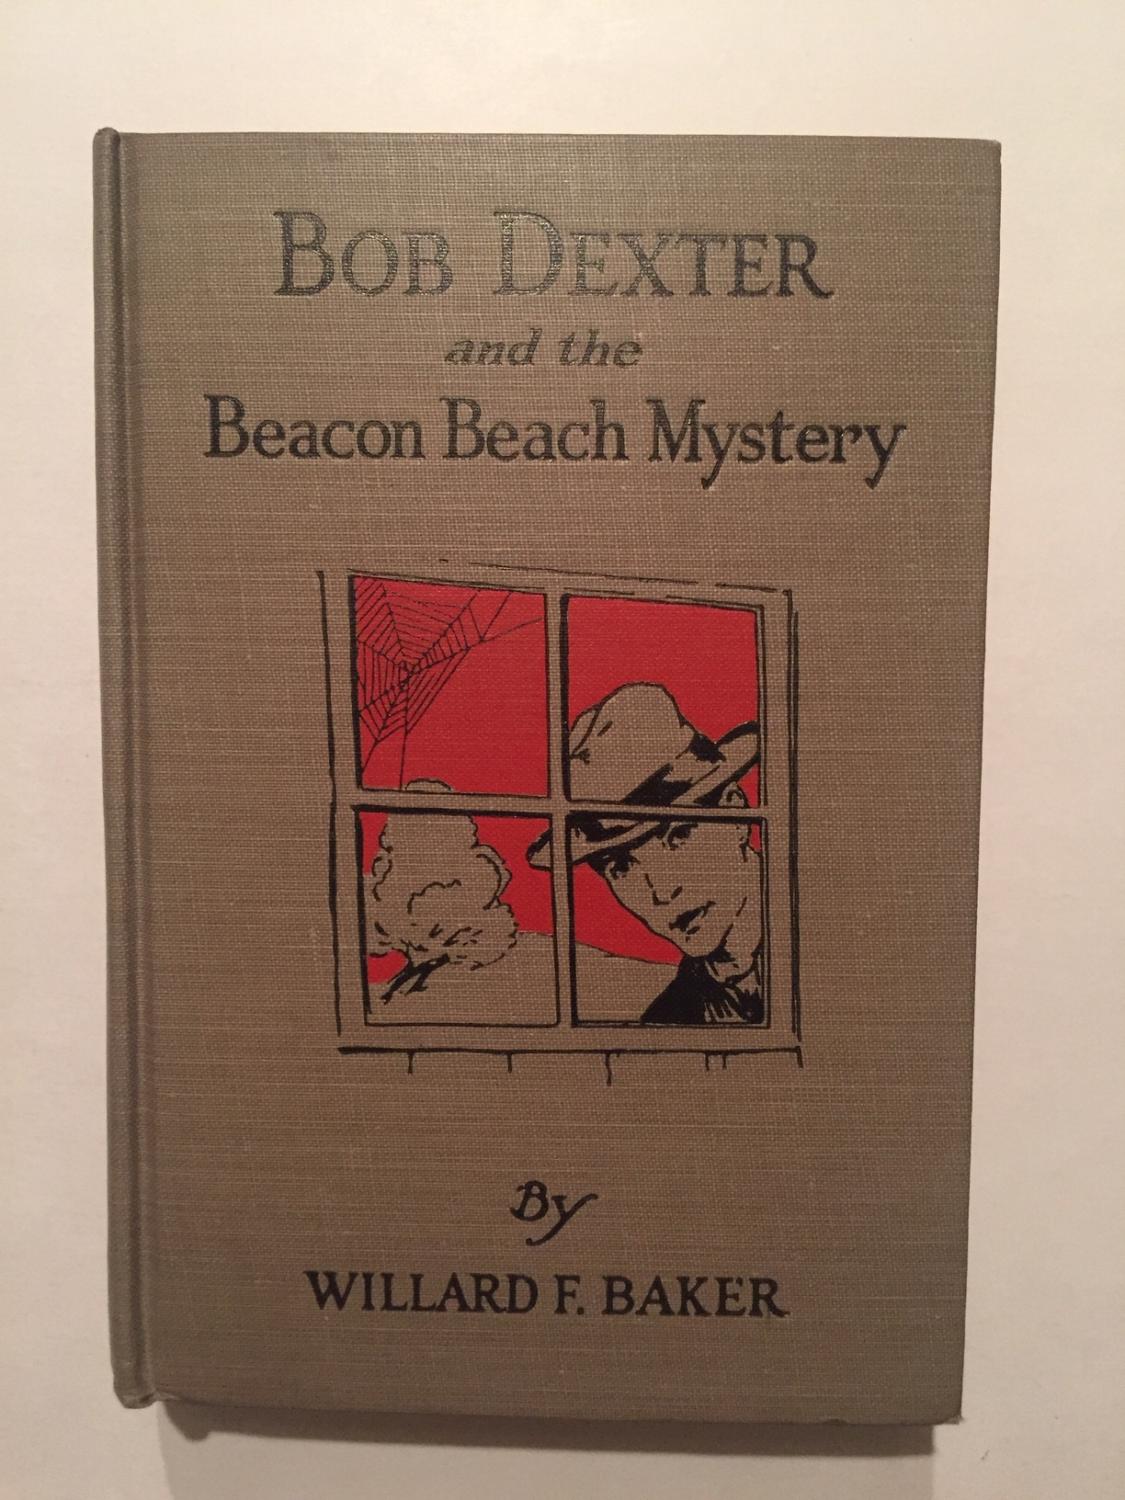 BOB DEXTER
and the
Beacon Beach Mystery
By
WILLARD F. BAKER